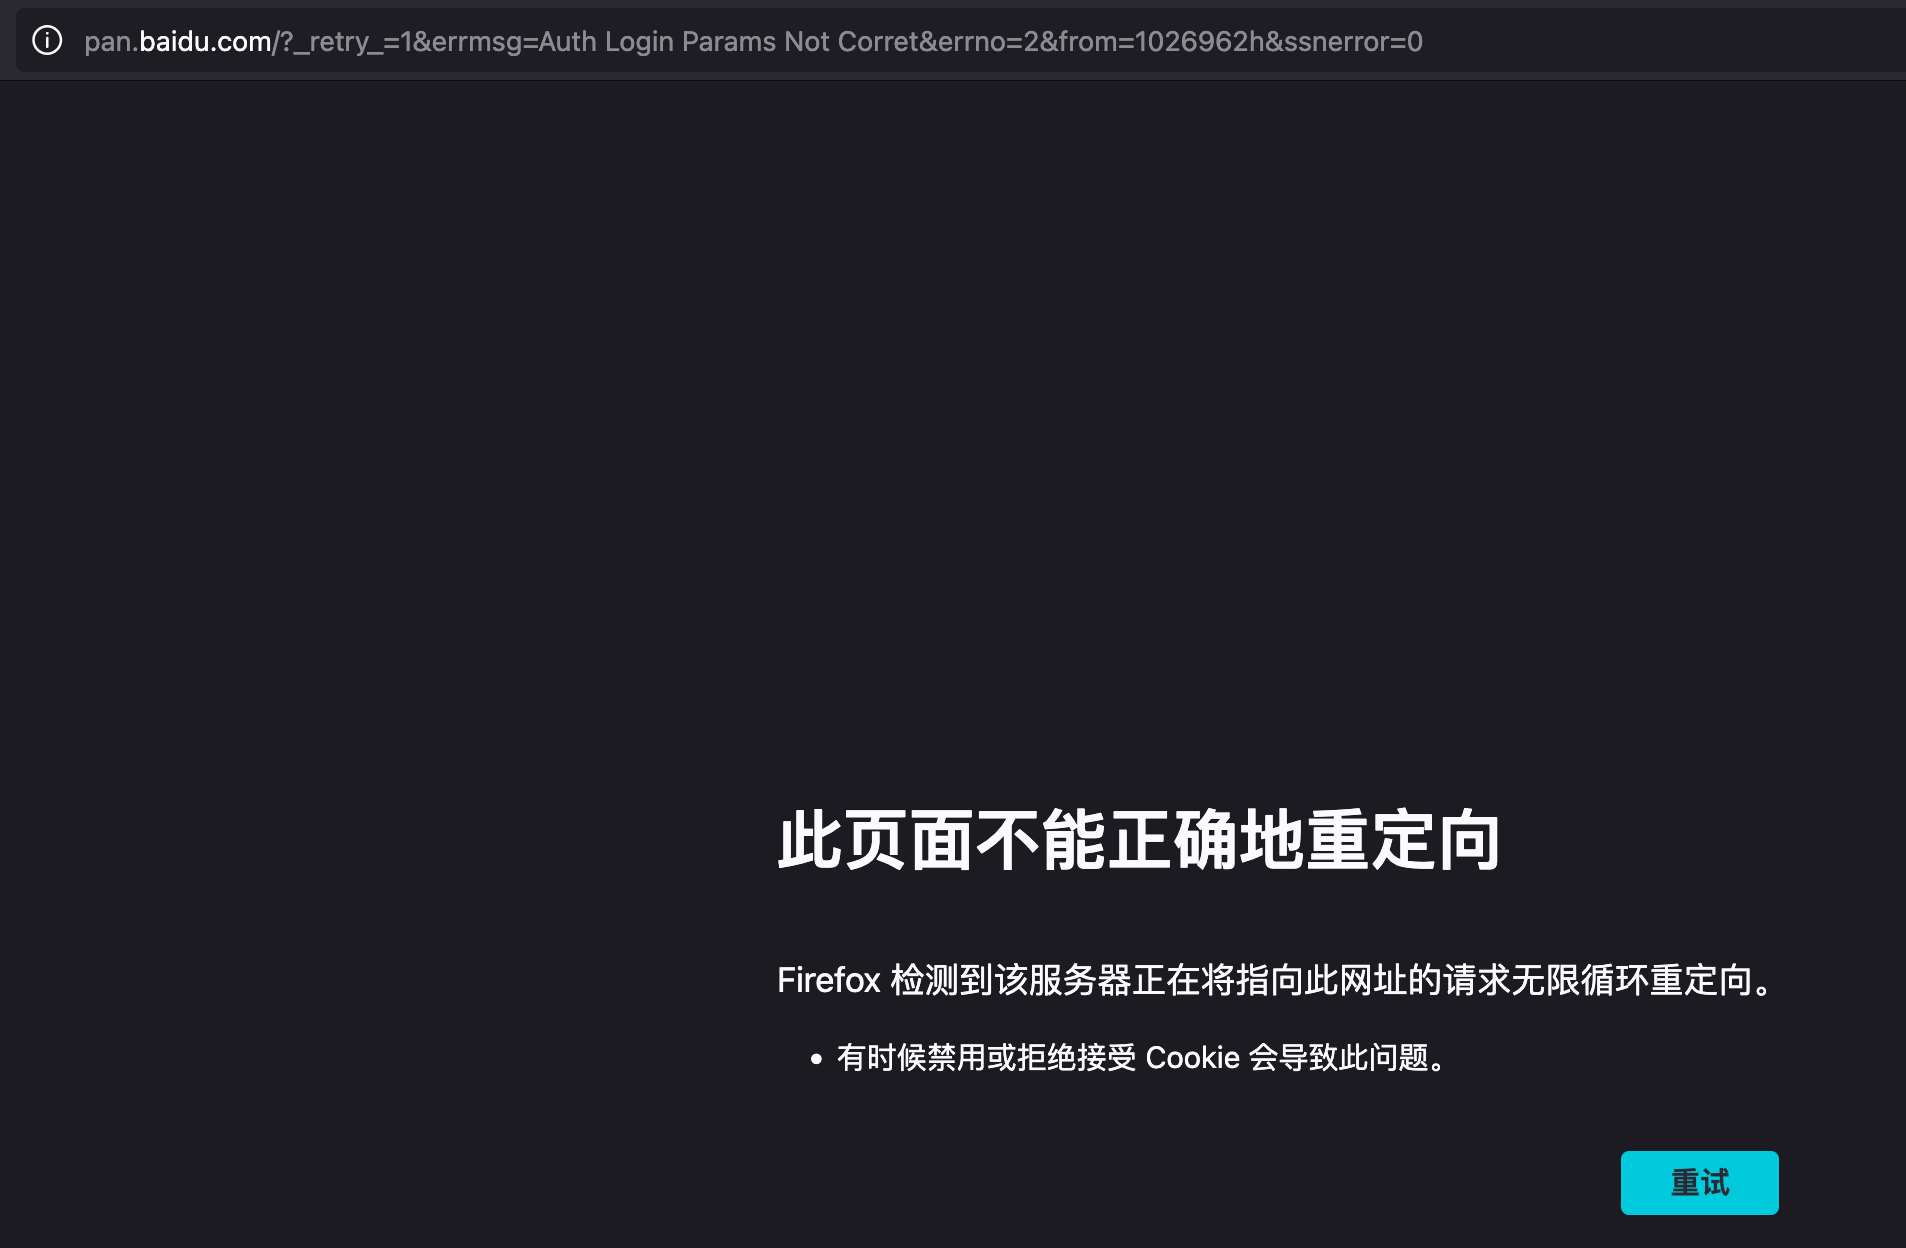 pan.baidu.com/?_retry_=1&errmsg=Auth Login Params Not Corret&errno=2&from=1026962h&ssnerror=0
此页面不能正确地重定向
Firefox 检测到该服务器正在将指向此网址的请求无限循环重定向。
• 有时候禁用或拒绝接受 Cookie 会导致此问题。
重试